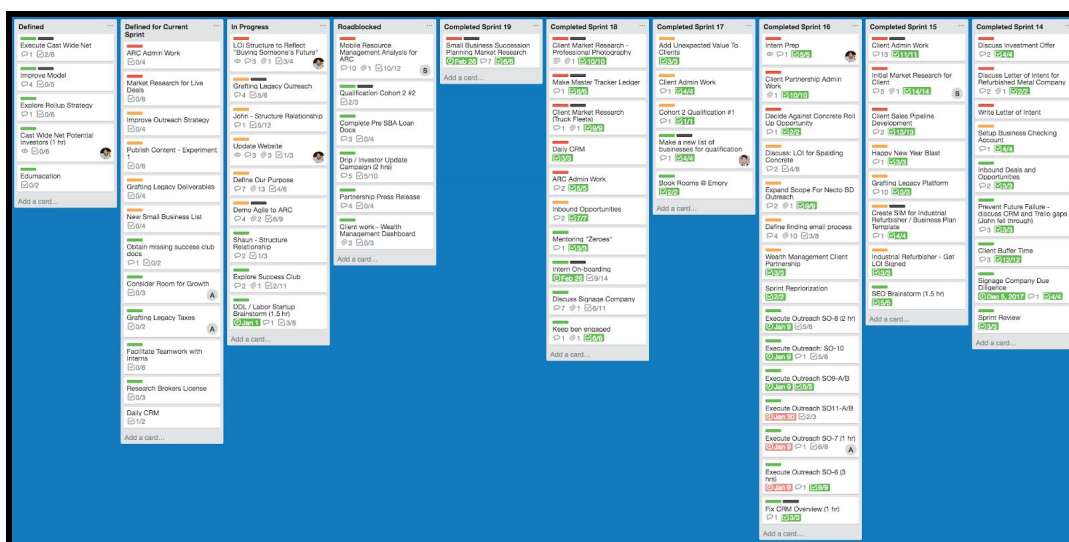 Defined
Execute Cast Wide Net
1 2/6
Improve Model
4 0/5
Explore Rollup Strategy
1 0/6
Cast Wide Net Potential
Investors (1 hr)
0/6
Edumacation
0/2
Add a card...
Defined for Current
Sprint
ARC Admin Work
0/4
Market Research for Live
Deals
0/8
Improve Outreach Strategy
0/4
Publish Content - Experiment
1
0/6
Grafting Legacy Deliverables
0/4
New Small Business List
0/4
Obtain missing success club
docs
1 0/2
Consider Room for Growth
0/3
A
Grafting Legacy Taxes
0/2
A
Facilitate Teamwork with
Interns
0/6
Research Brokers License
0/3
Daily CRM
1/2
Add a card...
In Progress
LOI Structure to Reflect
"Buying Someone's Future"
3 1 3/4
Grafting Legacy Outreach
4 5/6
John - Structure Relationship
1 5/12
Update Website
3 3 1/3
Define Our Purpose
7 13 4/6
Demo Agile to ARC
4 2 6/9
Shaun - Structure
Relationship
2 1/3
Explore Success Club
2 1 2/11
DDL / Labor Startup
Brainstorm (1.5 hr)
Jan 1 1 3/8
Add a card...
Roadblocked
Mobile Resource
Management Analysis for
ARC
10 1 10/12
S
Qualification Cohort 2 #2
2/3
Complete Pre SBA Loan
Docs
3 0/4
Drip / Investor Update
Campaign (2 hrs)
5 5/10
Partnership Press Release
4 0/4
Client work - Wealth
Management Dashboard
3 0/3
Add a card...
Completed Sprint 19
Small Business Succession
Planning Market Research
Feb 28 7 6/6
Add a card...
Completed Sprint 18
Client Market Research -
Professional Photography
1 10/10
Make Master Tracker Ledger
1 6/6
Client Market Research
(Truck Fleets)
1 1 9/9
Daily CRM
3/3
ARC Admin Work
2 5/5
Inbound Opportunities
2 7/7
Mentoring "Zeroes"
1 3/3
Intern On-boarding
Feb 28 9/14
Discuss Signage Company
7 1 6/11
Keep ben engaged
1 1 6/6
Add a card...
Completed Sprint 17
Add Unexpected Value To
Clients
3/3
Client Admin Work
1 4/4
Cohort 2 Qualification #1
1 1/1
Make a new list of
businesses for qualification
1 4/4
Book Rooms @ Emory
2/2
Add a card...
Completed Sprint 16
Intern Prep
1 5/5
Client Partnership Admin
Work
1 10/10
Decide Against Concrete Roll
Up Opportunity
1 2/2
Discuss: LOI for Spalding
Concrete
2 4/8
Expand Scope For Necto BD
Outreach
2 1 9/9
Define finding email process
4 10 3/8
Wealth Management Client
Partnership
3/3
Sprint Repriorization
2/2
Execute Outreach SO-8 (2 hr)
Jan 9 5/6
Execute Outreach: SO-10
Jan 9 1 5/6
Execute Outreach SO9-A/B
Jan 9 5/5
Execute Outreach SO11-A/B
Jan 30 2/3
Execute Outreach SO-7 (1 hr)
Jan 9 1 6/8
A
Execute Outreach SO-6 (3
hrs)
Jan 9 1 9/9
Fix CRM Overview (1 hr)
1 3/3
Add a card...
Completed Sprint 15
Client Admin Work
13 11/11
Initial Market Research for
Client
5 1 14/14
S
Client Sales Pipeline
Development
2 13/13
Happy New Year Blast
1 3/3
Grafting Legacy Platform
10 3/3
Create SIM for Industrial
Refurbisher / Business Plan
Template
1 4/4
Industrial Refurbisher - Get
LOI Signed
3/3
SEO Brainstorm (1.5 hr)
5/5
Add a card...
Completed Sprint 14
Discuss Investment Offer
2 4/4
Discuss Letter of Intent for
Refurbished Metal Company
2 1 2/2
Write Letter of Intent
Setup Business Checking
Account
1 4/4
Inbound Deals and
Opportunities
2 3/3
Prevent Future Failure -
discuss CRM and Trello gaps
(John fell through)
3 3/3
Client Buffer Time
3 12/12
Signage Company Due
Diligence
Dec 5, 2017 1 4/4
Sprint Review
3/3
Add a card...